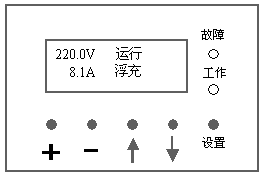 故障
220.0V 运行
8.1A 浮充
工作
设置
+ −